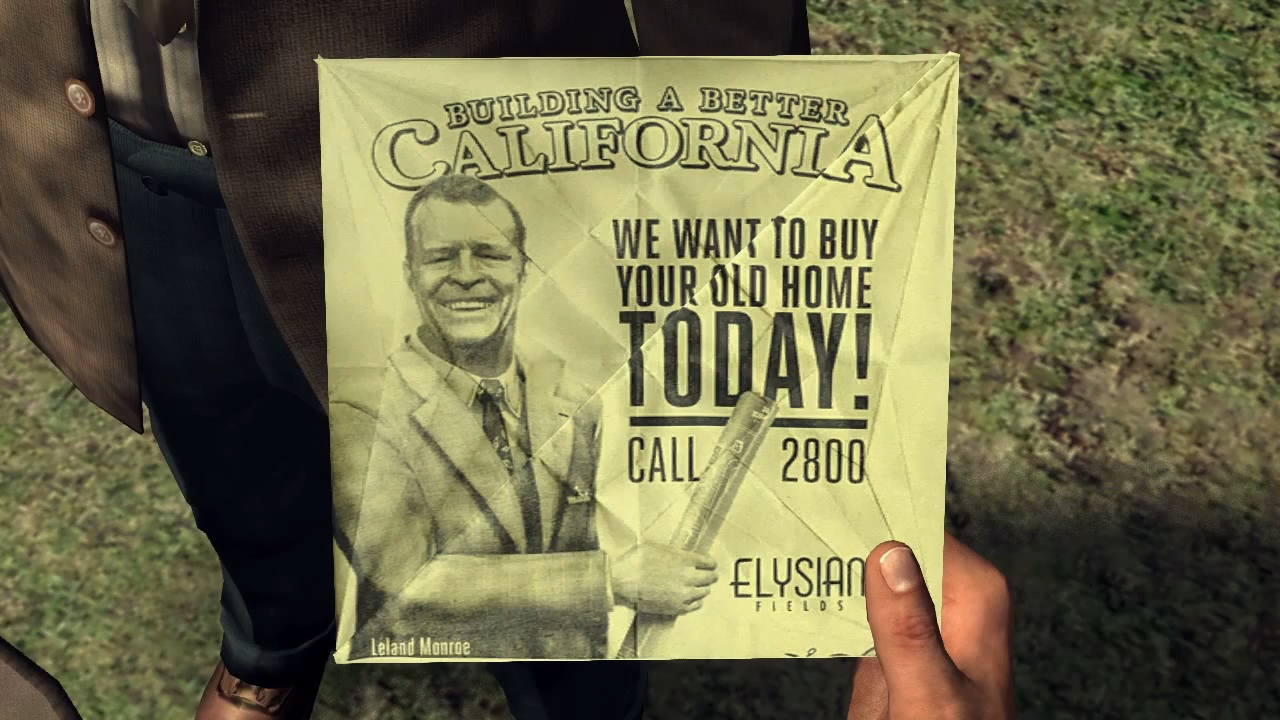 BUILDING A BETTER
CALIFORNIA
WE WANT TO BUY
YOUR OLD HOME
TODAY!
CALL 2800
ELYSIAN
FIELDS
Leland Monroe